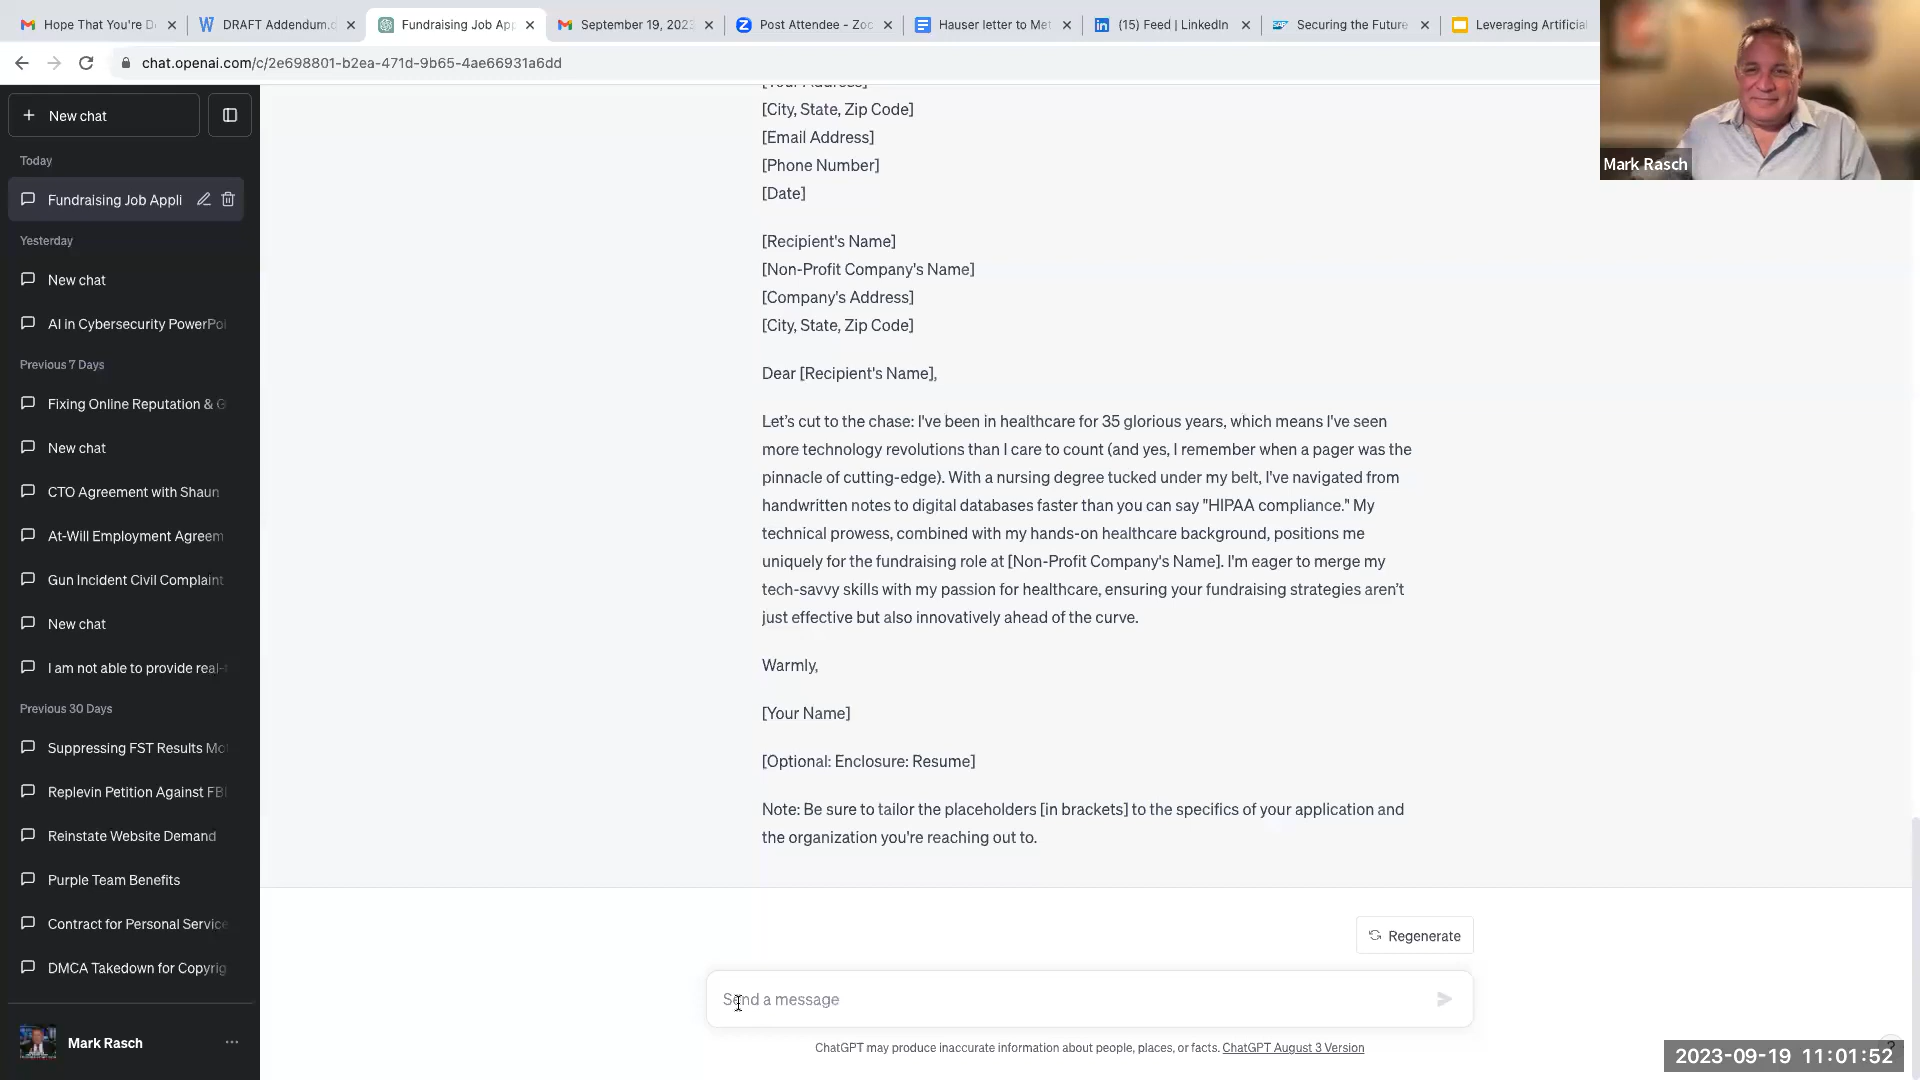 Hope That You're D
DRAFT Addendum.d
Fundraising Job App
September 19, 2023
Post Attendee - Zoo
Hauser letter to Met
(15) Feed | LinkedIn
Securing the Future
Leveraging Artificial
chat.openai.com/c/2e698801-b2ea-471d-9b65-4ae66931a6dd
Mark Rasch
New chat
Today
Fundraising Job Appli
Yesterday
New chat
AI in Cybersecurity PowerPoi
Previous 7 Days
Fixing Online Reputation & G
New chat
CTO Agreement with Shaun
At-Will Employment Agreem
Gun Incident Civil Complaint
New chat
I am not able to provide real-t
Previous 30 Days
Suppressing FST Results Mot
Replevin Petition Against FBI
Reinstate Website Demand
Purple Team Benefits
Contract for Personal Service
DMCA Takedown for Copyrig
Mark Rasch
[Your Address]
[City, State, Zip Code]
[Email Address]
[Phone Number]
[Date]
[Recipient's Name]
[Non-Profit Company's Name]
[Company's Address]
[City, State, Zip Code]
Dear [Recipient's Name],
Let’s cut to the chase: I've been in healthcare for 35 glorious years, which means I've seen
more technology revolutions than I care to count (and yes, I remember when a pager was the
pinnacle of cutting-edge). With a nursing degree tucked under my belt, I've navigated from
handwritten notes to digital databases faster than you can say "HIPAA compliance." My
technical prowess, combined with my hands-on healthcare background, positions me
uniquely for the fundraising role at [Non-Profit Company's Name]. I'm eager to merge my
tech-savvy skills with my passion for healthcare, ensuring your fundraising strategies aren’t
just effective but also innovatively ahead of the curve.
Warmly,
[Your Name]
[Optional: Enclosure: Resume]
Note: Be sure to tailor the placeholders [in brackets] to the specifics of your application and
the organization you're reaching out to.
Regenerate
Send a message
ChatGPT may produce inaccurate information about people, places, or facts. ChatGPT August 3 Version
?
2023-09-19 11:01:52